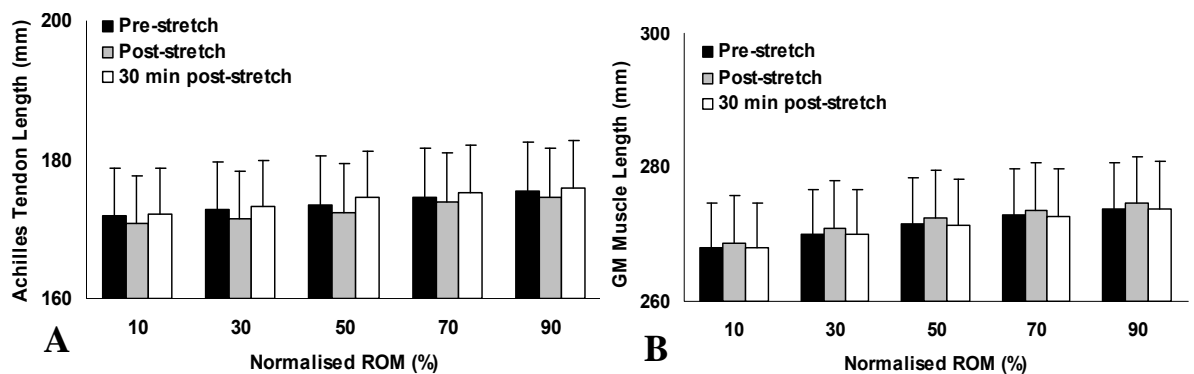 Achilles Tendon Length (mm)
200
180
160
Pre-stretch
Post-stretch
30 min post-stretch
10 30 50 70 90
Normalised ROM (%)
A
GM Muscle Length (mm)
300
280
260
Pre-stretch
Post-stretch
30 min post-stretch
10 30 50 70 90
Normalised ROM (%)
B